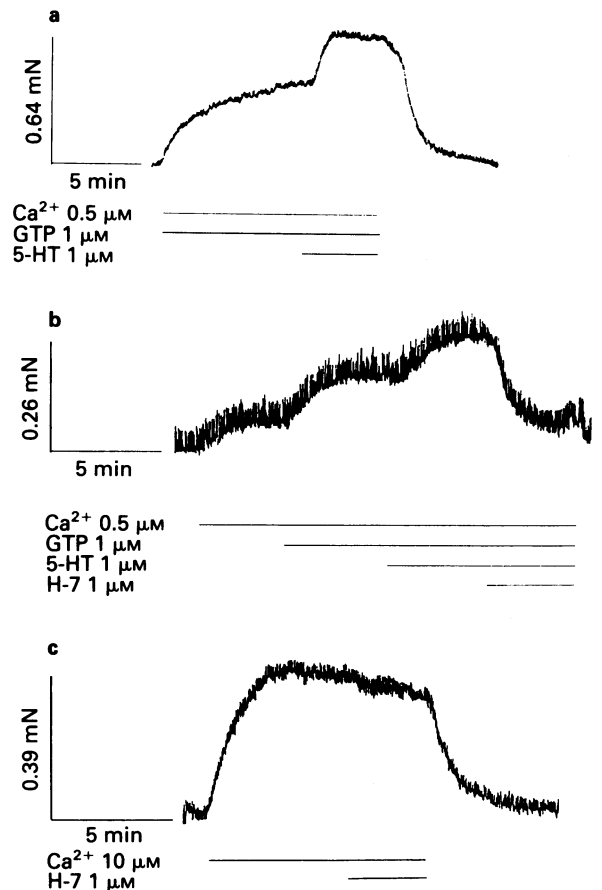 a
0.64 mN
5 min
Ca²⁺ 0.5 μM
GTP 1 μM
5-HT 1 μM
b
0.26 mN
5 min
Ca²⁺ 0.5 μM
GTP 1 μM
5-HT 1 μM
H-7 1 μM
c
0.39 mN
5 min
Ca²⁺ 10 μM
H-7 1 μM